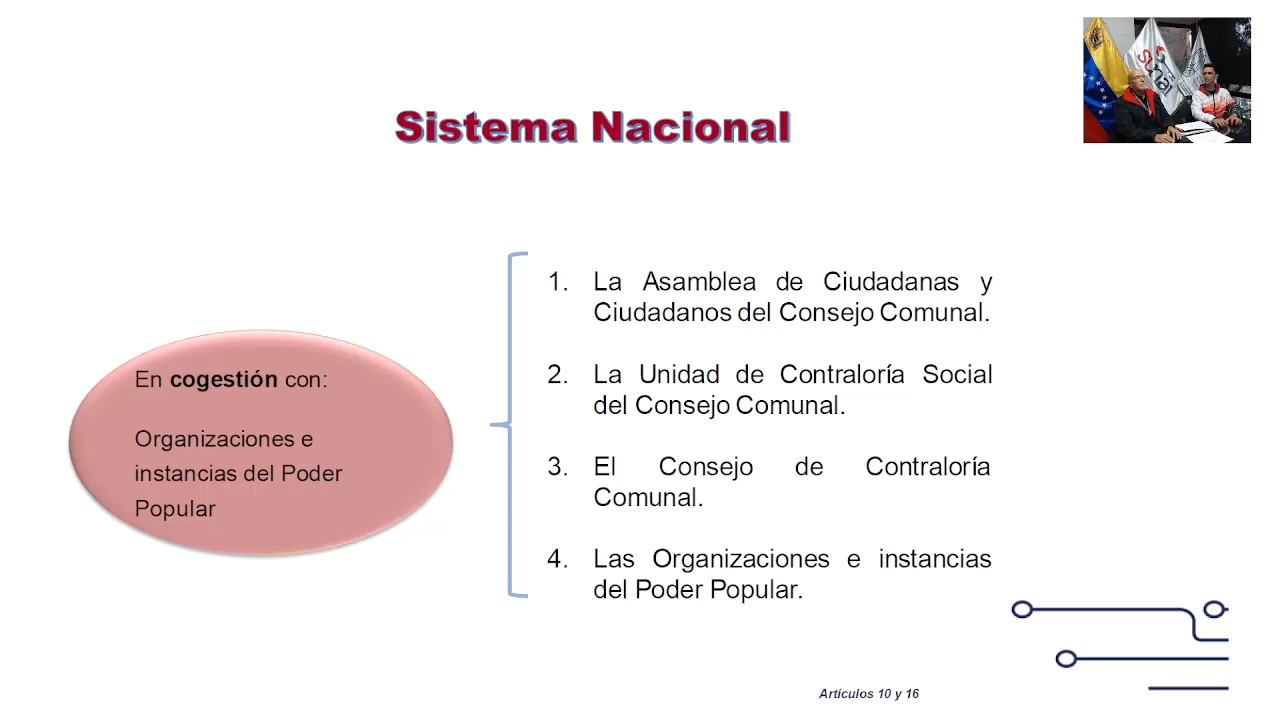 Sistema Nacional
En cogestión con:
Organizaciones e
instancias del Poder
Popular
1. La Asamblea de Ciudadanas y
Ciudadanos del Consejo Comunal.
2. La Unidad de Contraloría Social
del Consejo Comunal.
3. El Consejo de Contraloría
Comunal.
4. Las Organizaciones e instancias
del Poder Popular.
Artículos 10 y 16